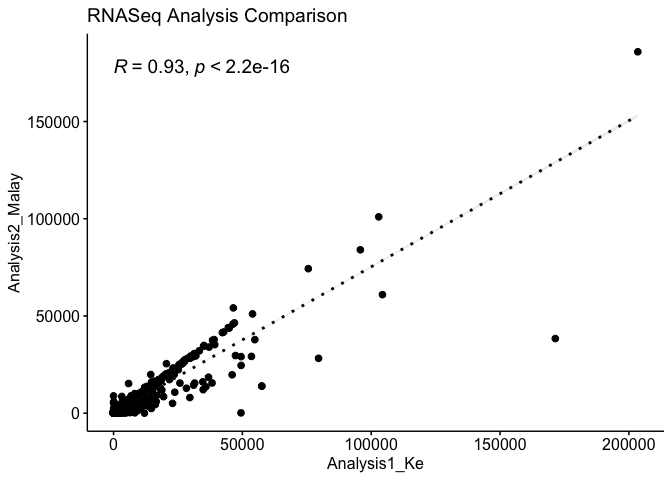 RNASeq Analysis Comparison
R = 0.93, p < 2.2e-16
150000
100000
50000
0
Analysis2_Malay
0 50000 100000 150000 200000
Analysis1_Ke